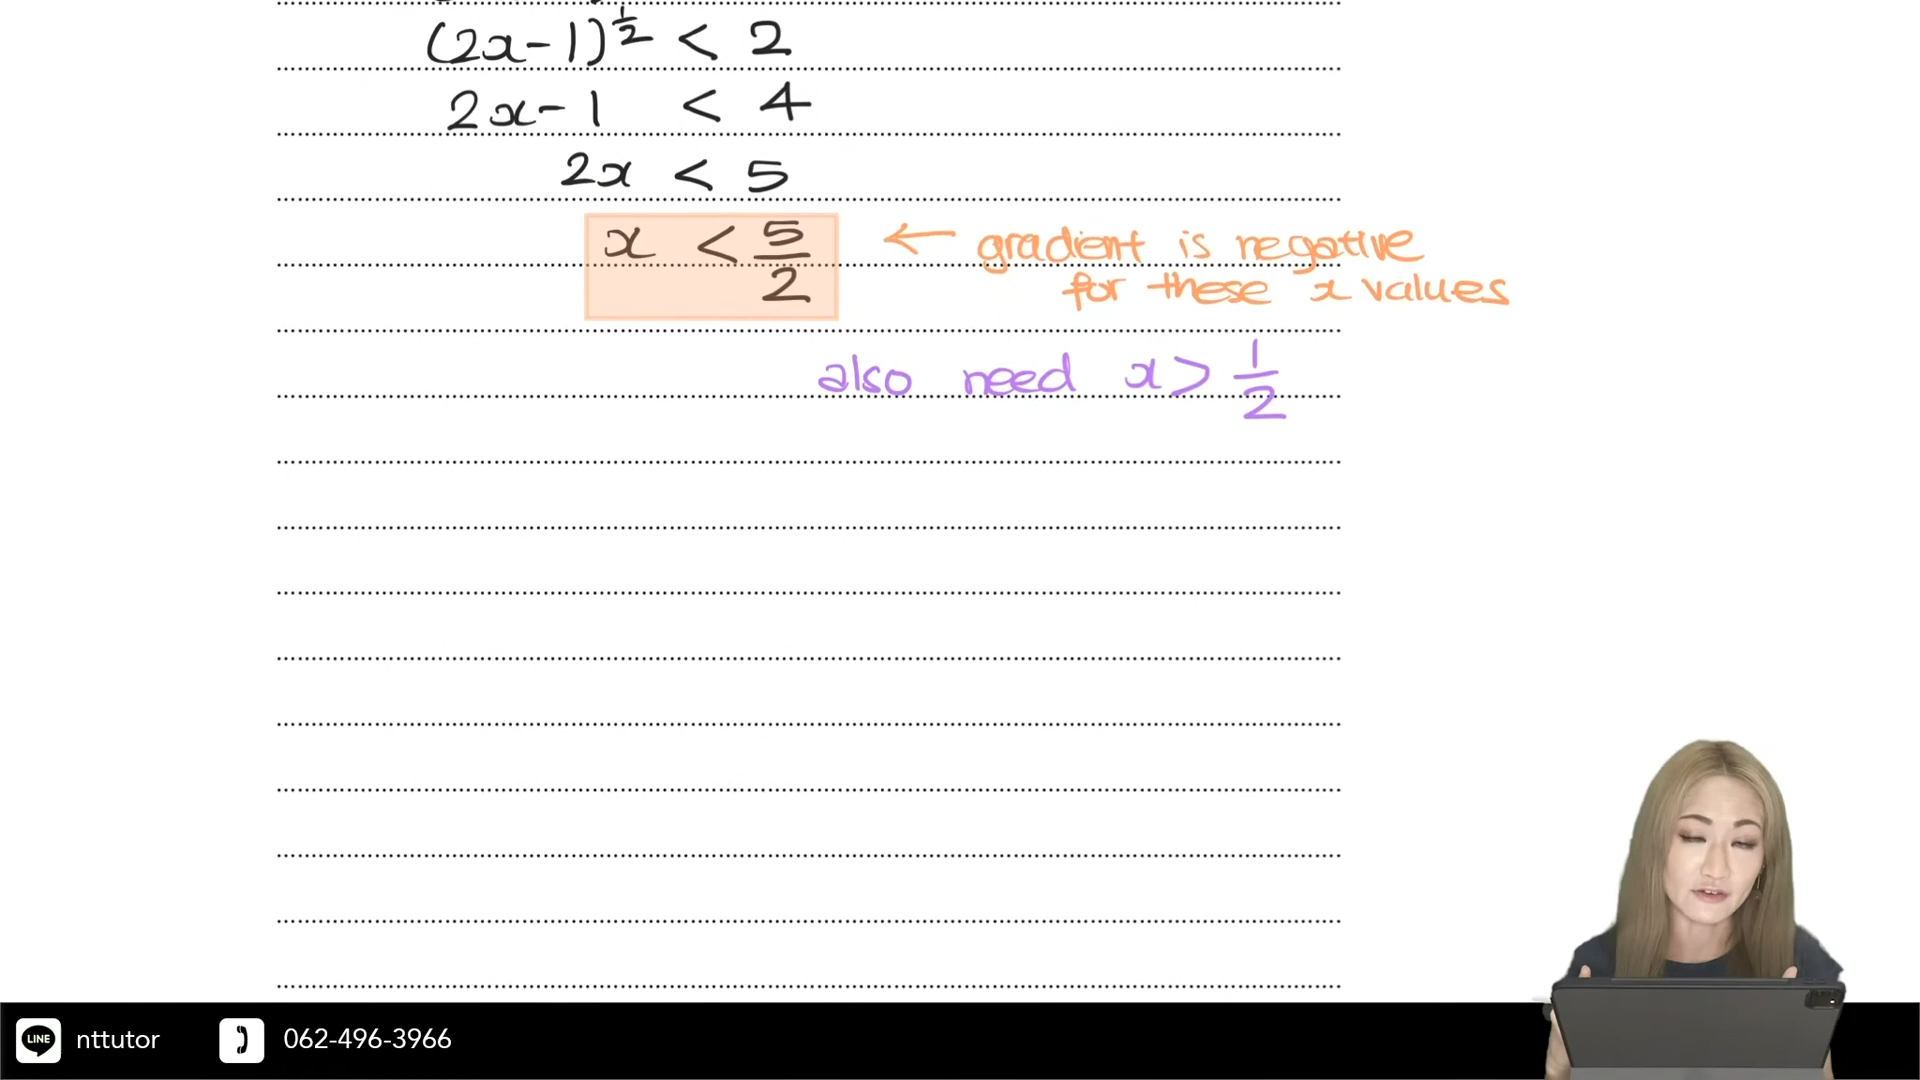 (2x-1)^½ < 2
2x-1 < 4
2x < 5
x < 5/2 ← gradient is negative
for these x values
also need x > 1/2
LINE nttutor 062-496-3966